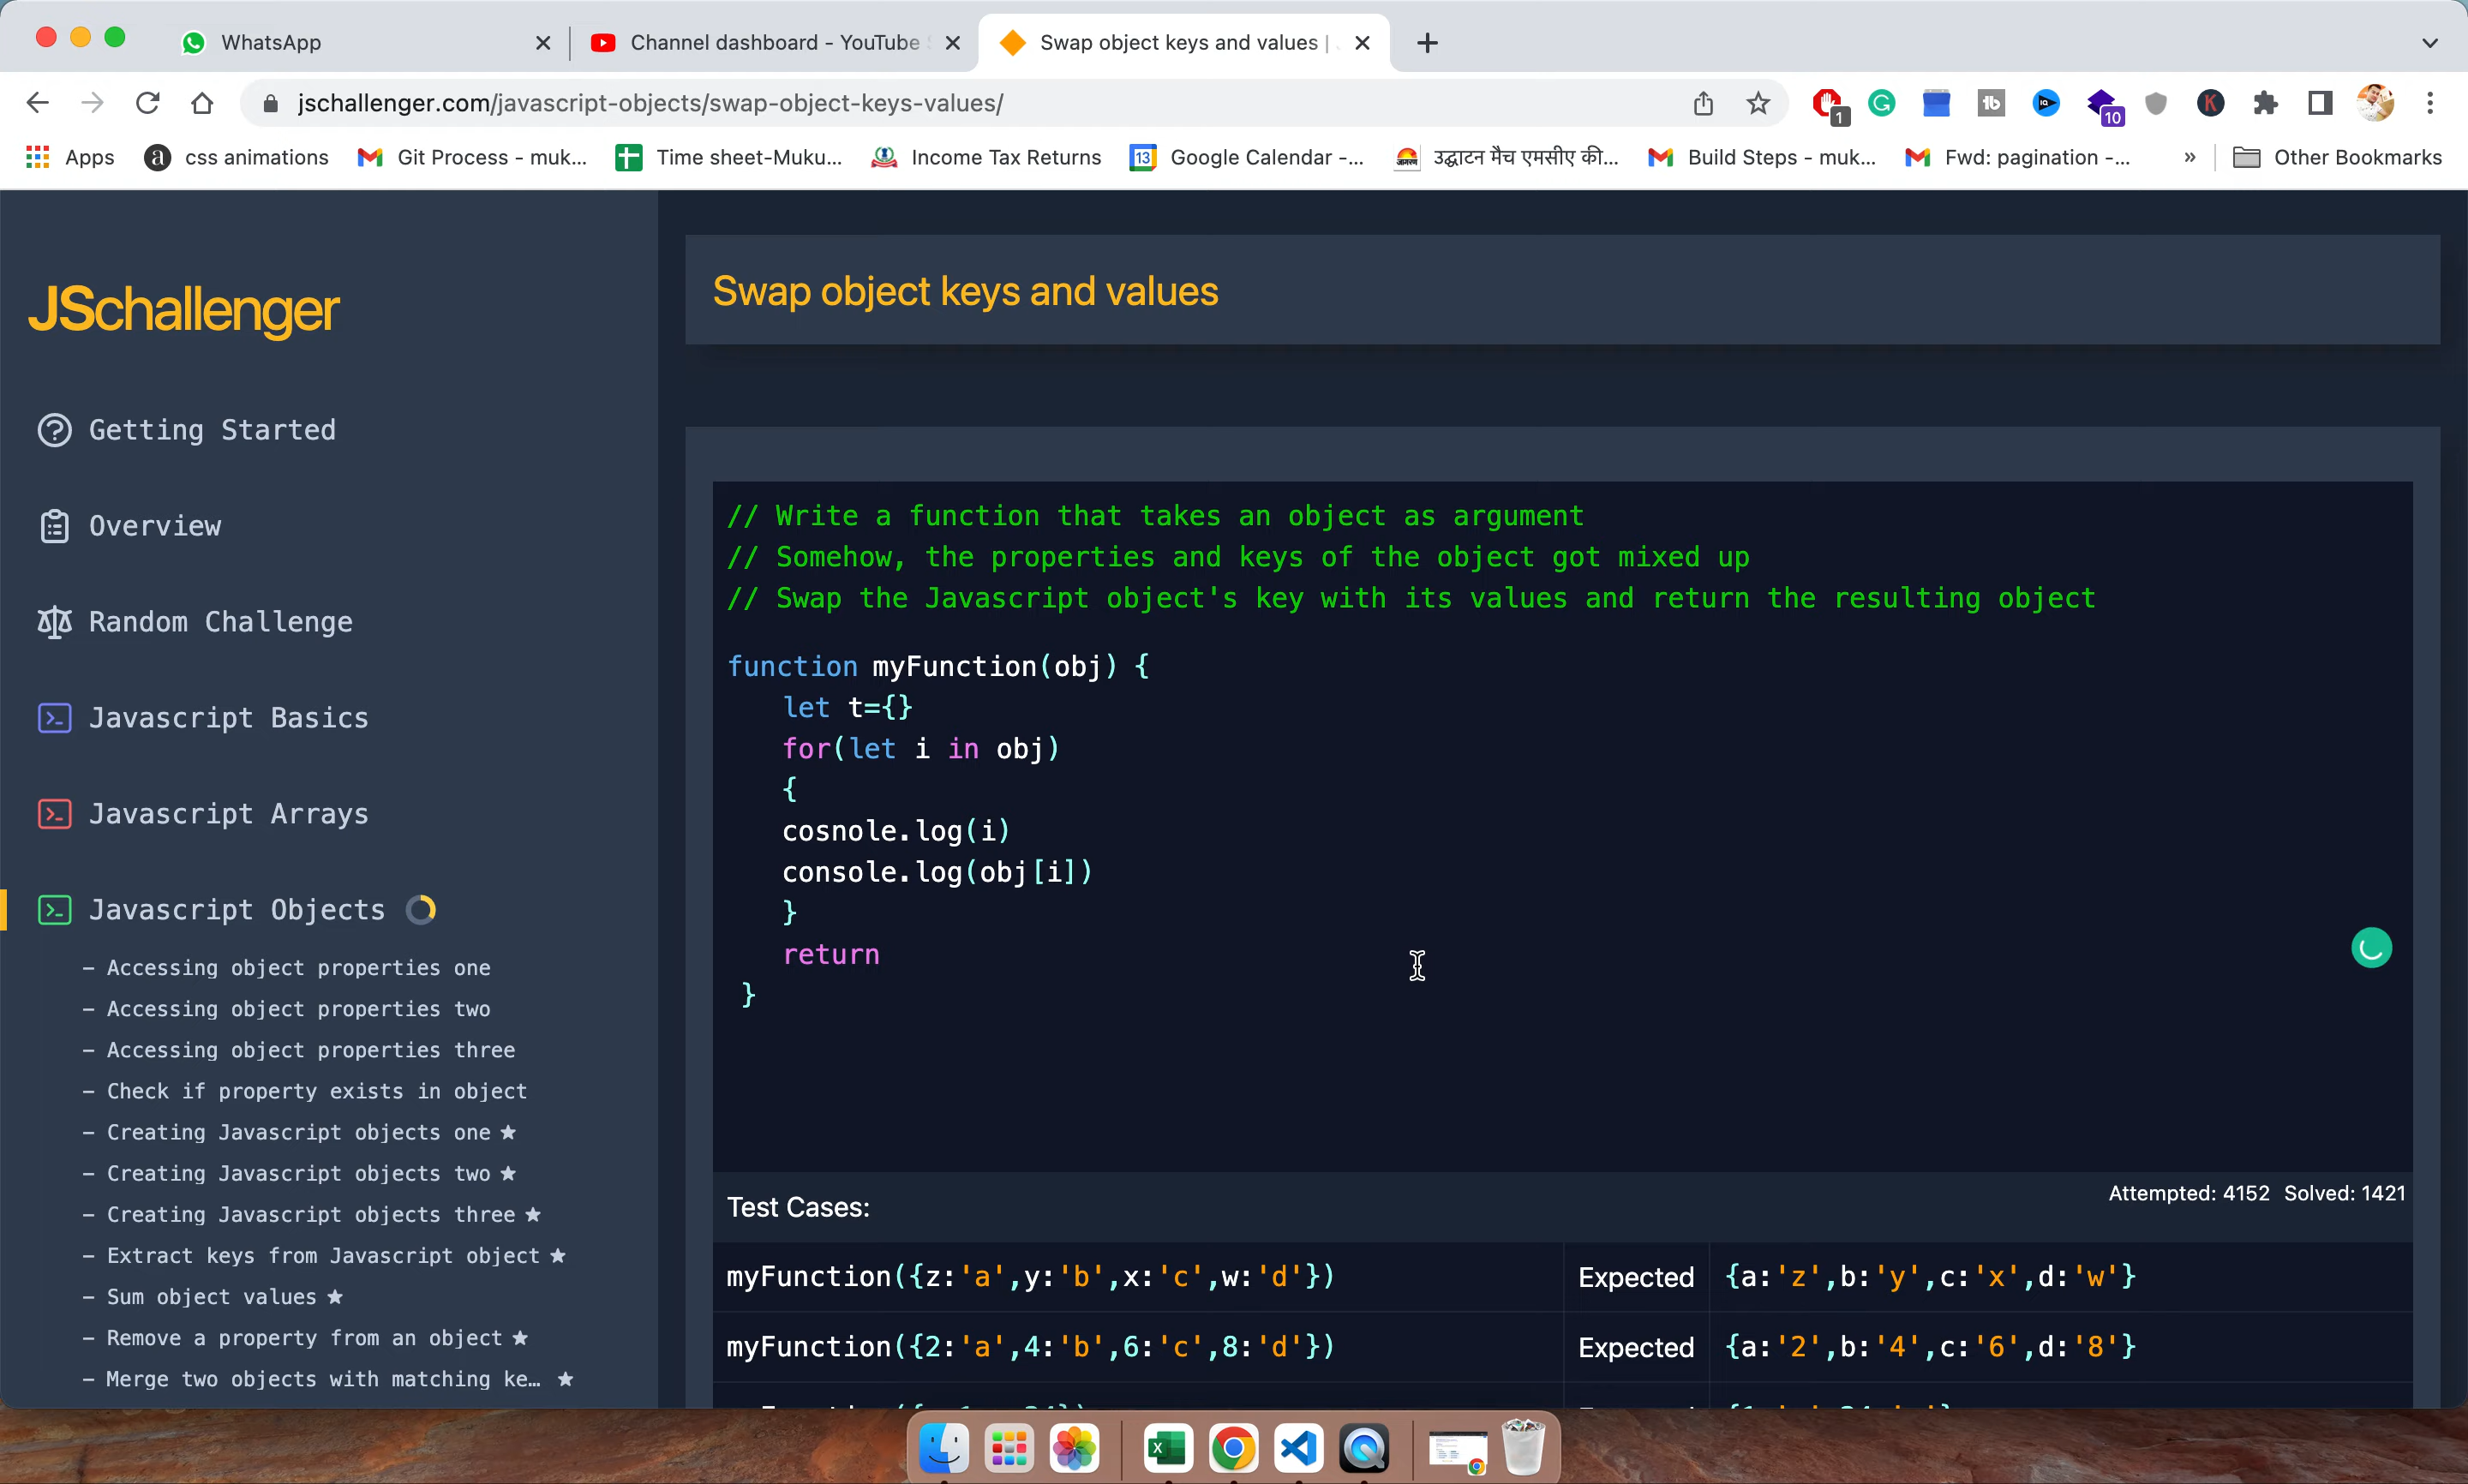 WhatsApp
Channel dashboard - YouTube
Swap object keys and values |
jschallenger.com/javascript-objects/swap-object-keys-values/
1
10
Apps
css animations
Git Process - muk...
Time sheet-Muku...
Income Tax Returns
Google Calendar -...
उद्घाटन मैच एमसीए की...
Build Steps - muk...
Fwd: pagination -...
»
Other Bookmarks
JSchallenger
Getting Started
Overview
Random Challenge
Javascript Basics
Javascript Arrays
Javascript Objects
– Accessing object properties one
– Accessing object properties two
– Accessing object properties three
– Check if property exists in object
– Creating Javascript objects one ★
– Creating Javascript objects two ★
– Creating Javascript objects three ★
– Extract keys from Javascript object ★
– Sum object values ★
– Remove a property from an object ★
– Merge two objects with matching ke… ★
Swap object keys and values
// Write a function that takes an object as argument
// Somehow, the properties and keys of the object got mixed up
// Swap the Javascript object's key with its values and return the resulting object
function myFunction(obj) {
let t={}
for(let i in obj)
{
cosnole.log(i)
console.log(obj[i])
}
return
}
Test Cases:
Attempted: 4152 Solved: 1421
myFunction({z:'a',y:'b',x:'c',w:'d'})
Expected
{a:'z',b:'y',c:'x',d:'w'}
myFunction({2:'a',4:'b',6:'c',8:'d'})
Expected
{a:'2',b:'4',c:'6',d:'8'}